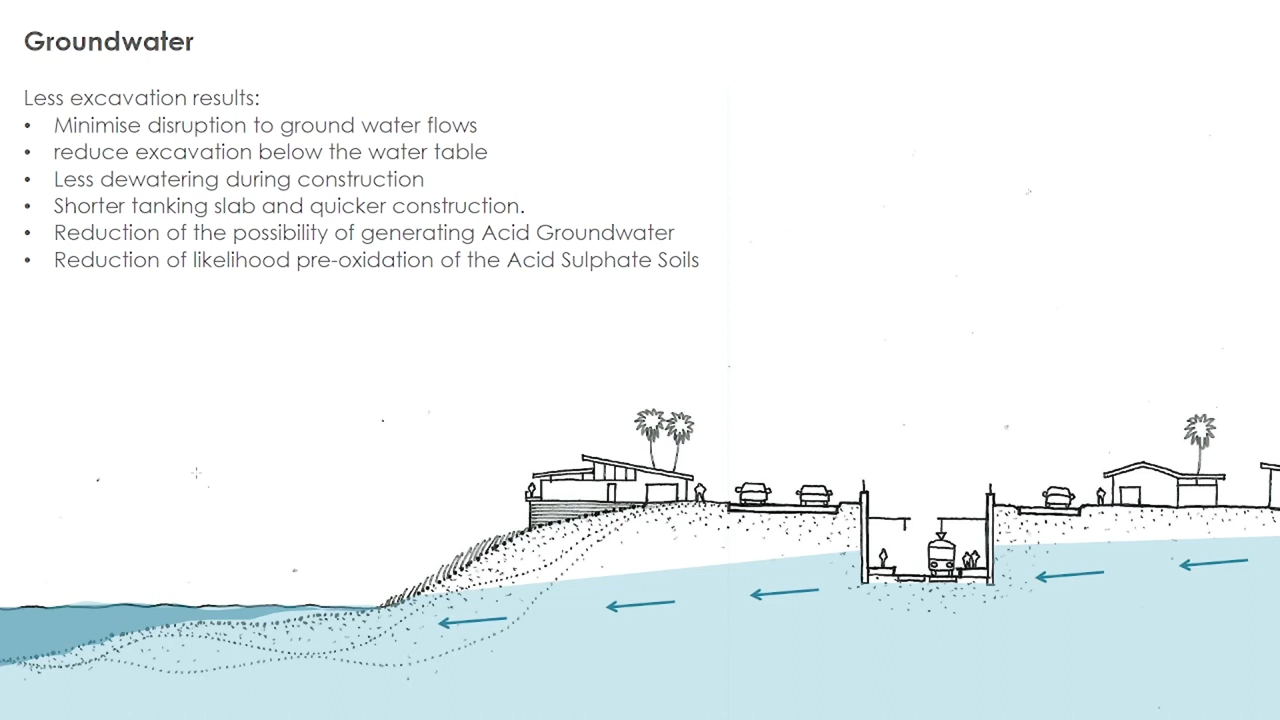 Groundwater
Less excavation results:
• Minimise disruption to ground water flows
• reduce excavation below the water table
• Less dewatering during construction
• Shorter tanking slab and quicker construction.
• Reduction of the possibility of generating Acid Groundwater
• Reduction of likelihood pre-oxidation of the Acid Sulphate Soils